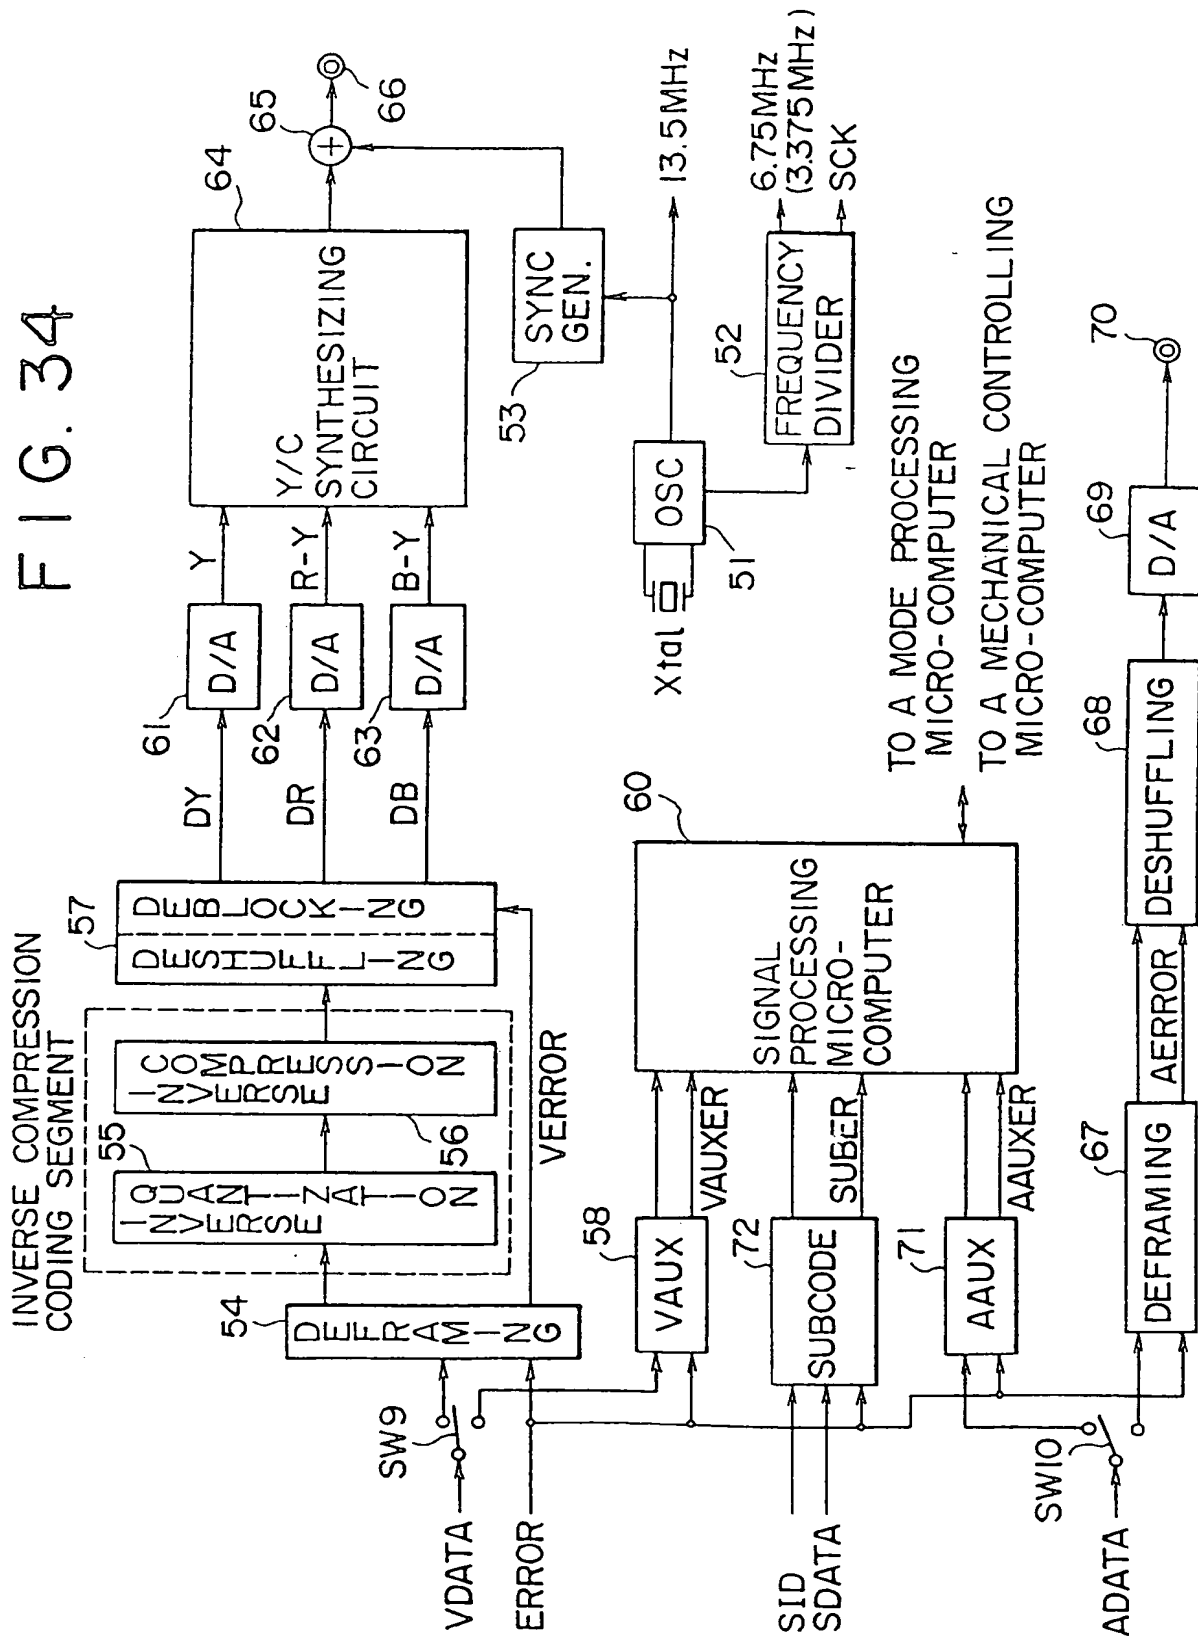 FIG. 34
INVERSE COMPRESSION
CODING SEGMENT
55
INVERSE
QUANTIZATION
56
INVERSE
COMPRESSION
57
DESHUFFLING
DEBLOCKING
54
DEFRAMING
VERROR
DY
DR
DB
61
D/A
62
D/A
63
D/A
Y
R-Y
B-Y
64
Y/C
SYNTHESIZING
CIRCUIT
65
+
66
53
SYNC
GEN.
13.5MHz
Xtal
OSC
51
52
FREQUENCY
DIVIDER
6.75MHz
(3.375MHz)
SCK
VDATA
SW9
ERROR
58
VAUX
VAUXER
72
SUBCODE
SUBER
71
AAUX
AAUXER
60
SIGNAL
PROCESSING
MICRO-
COMPUTER
TO A MODE PROCESSING
MICRO-COMPUTER
TO A MECHANICAL CONTROLLING
MICRO-COMPUTER
SID
SDATA
ADATA
SW10
67
DEFRAMING
AERROR
68
DESHUFFLING
69
D/A
70